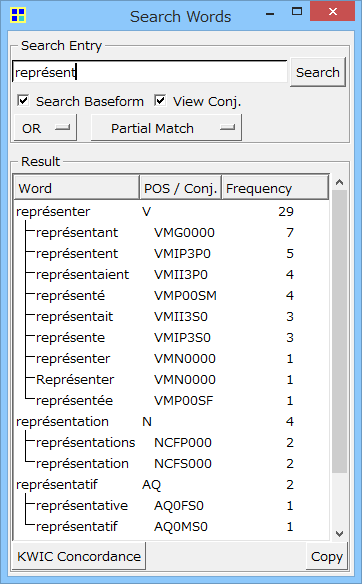 Search Words
Search Entry
représent
Search
Search Baseform View Conj.
OR Partial Match
Result
Word POS / Conj. Frequency
représenter V 29
représentant VMG0000 7
représentent VMIP3P0 5
représentaient VMII3P0 4
représenté VMP00SM 4
représentait VMII3S0 3
représente VMIP3S0 3
représenter VMN0000 1
Représenter VMN0000 1
représentée VMP00SF 1
représentation N 4
représentations NCFP000 2
représentation NCFS000 2
représentatif AQ 2
représentative AQ0FS0 1
représentatif AQ0MS0 1
KWIC Concordance Copy